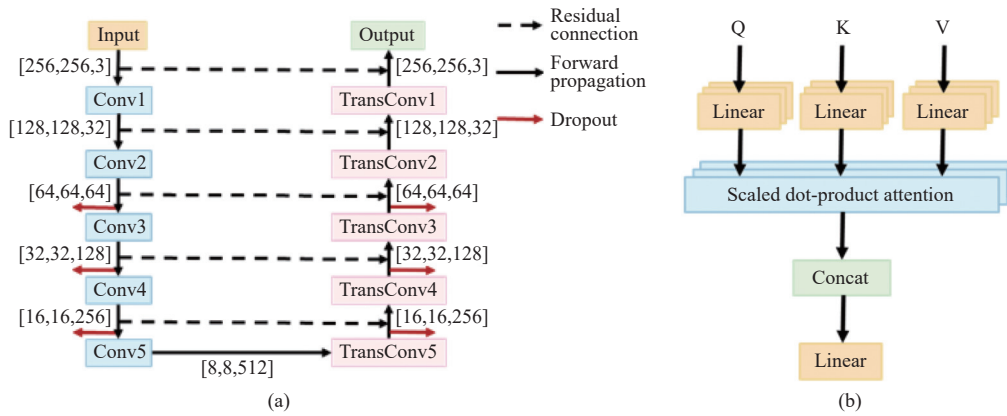 Input
Output
Residual
connection
[256,256,3]
[256,256,3]
Forward
propagation
Conv1
TransConv1
[128,128,32]
[128,128,32]
Dropout
Conv2
TransConv2
[64,64,64]
[64,64,64]
Conv3
TransConv3
[32,32,128]
[32,32,128]
Conv4
TransConv4
[16,16,256]
[16,16,256]
Conv5
TransConv5
[8,8,512]
(a)
Q K V
Linear Linear Linear
Scaled dot-product attention
Concat
Linear
(b)